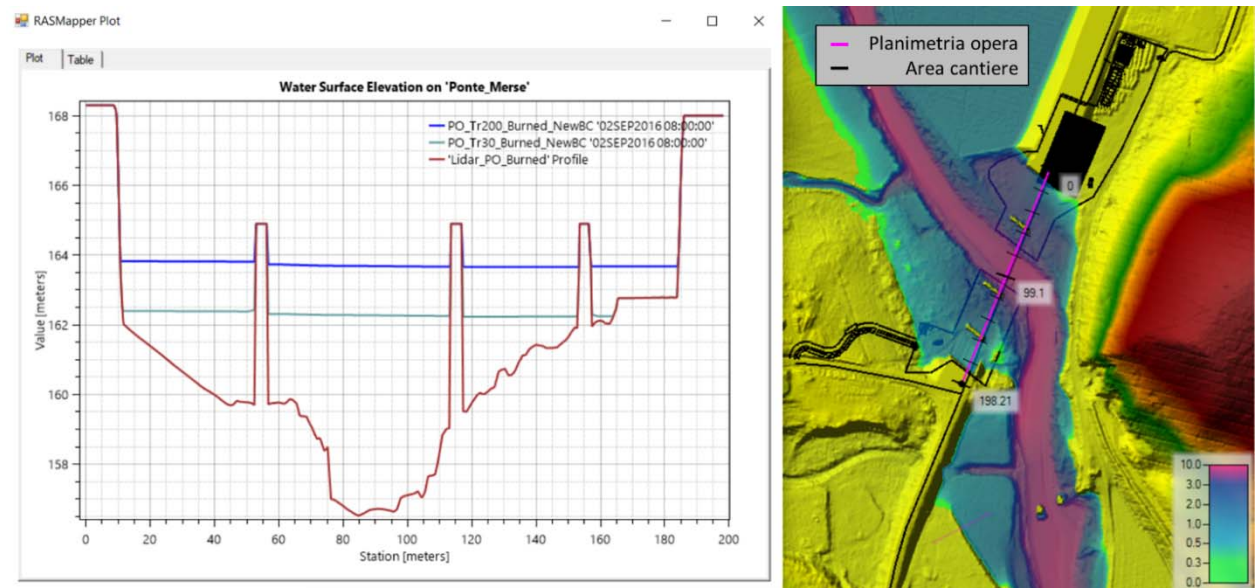 RASMapper Plot
Plot Table
Water Surface Elevation on 'Ponte_Merse'
PO_Tr200_Burned_NewBC '02SEP2016 08:00:00'
PO_Tr30_Burned_NewBC '02SEP2016 08:00:00'
'Lidar_PO_Burned' Profile
168
166
164
162
160
158
Value [meters]
0 20 40 60 80 100 120 140 160 180 200
Station [meters]
Planimetria opera
Area cantiere
0
99.1
198.21
10.0
3.0
2.0
1.0
0.5
0.3
0.0